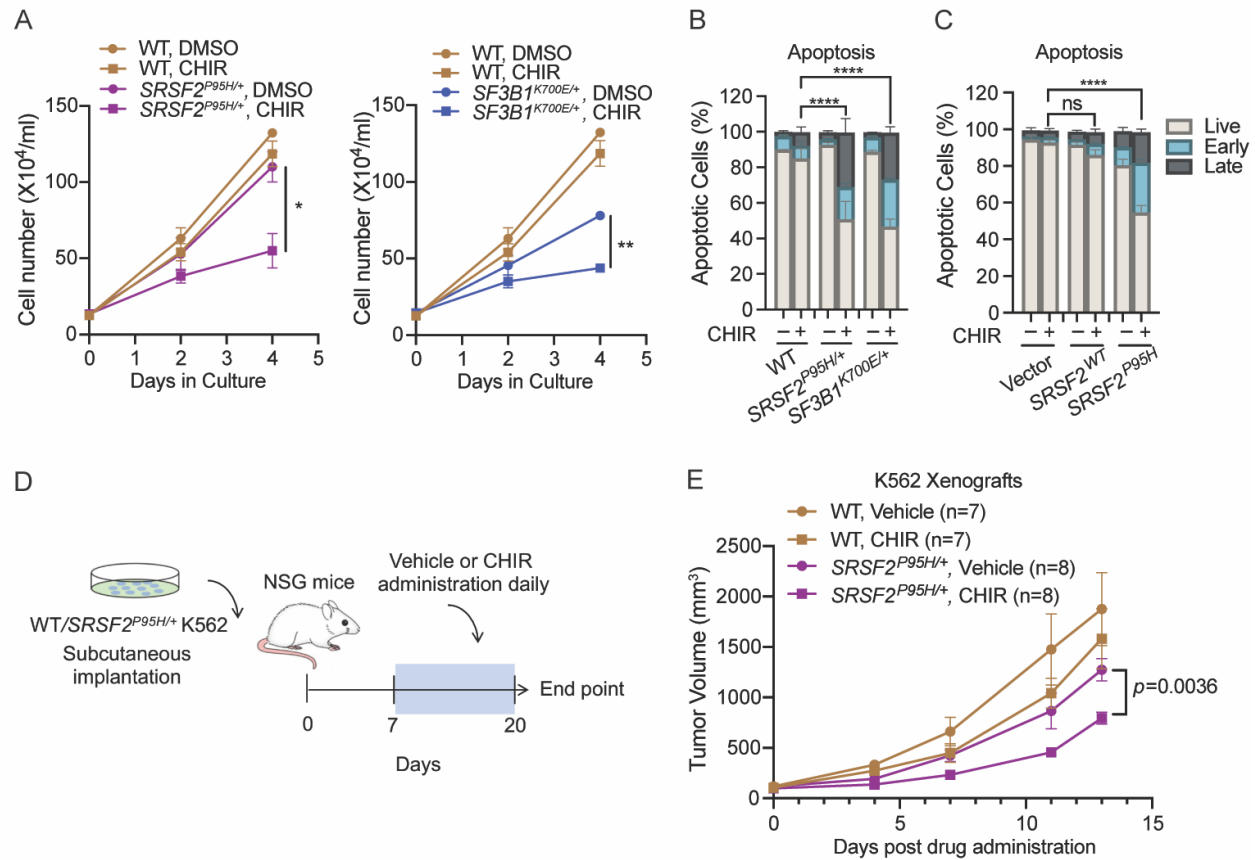 A
WT, DMSO
WT, CHIR
SRSF2P95H/+, DMSO
SRSF2P95H/+, CHIR
Cell number (X10⁴/ml)
150
100
50
0
*
0 1 2 3 4 5
Days in Culture
WT, DMSO
WT, CHIR
SF3B1K700E/+, DMSO
SF3B1K700E/+, CHIR
Cell number (X10⁴/ml)
150
100
50
0
**
0 1 2 3 4 5
Days in Culture
B
Apoptosis
****
****
Apoptotic Cells (%)
120
100
80
60
40
20
0
CHIR − + − + − +
WT
SRSF2P95H/+
SF3B1K700E/+
C
Apoptosis
****
ns
Apoptotic Cells (%)
120
100
80
60
40
20
0
Live
Early
Late
CHIR − + − + − +
Vector
SRSF2WT
SRSF2P95H
D
WT/SRSF2P95H/+ K562
Subcutaneous
implantation
NSG mice
Vehicle or CHIR
administration daily
End point
0 7 20
Days
E
K562 Xenografts
WT, Vehicle (n=7)
WT, CHIR (n=7)
SRSF2P95H/+, Vehicle (n=8)
SRSF2P95H/+, CHIR (n=8)
Tumor Volume (mm³)
2500
2000
1500
1000
500
0
p=0.0036
0 5 10 15
Days post drug administration